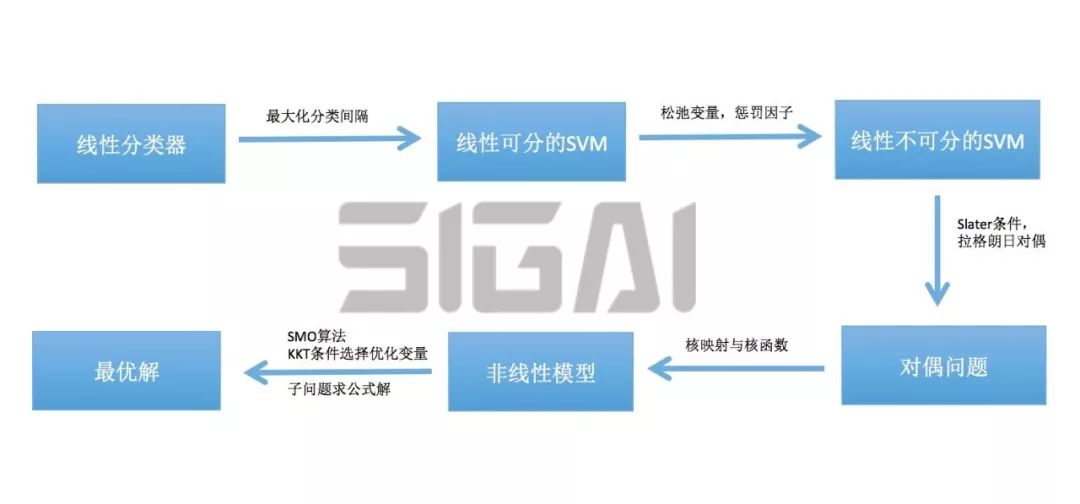 线性分类器
最大化分类间隔
线性可分的SVM
松弛变量，惩罚因子
线性不可分的SVM
Slater条件，
拉格朗日对偶
SIGAI
最优解
SMO算法
KKT条件选择优化变量
子问题求公式解
非线性模型
核映射与核函数
对偶问题